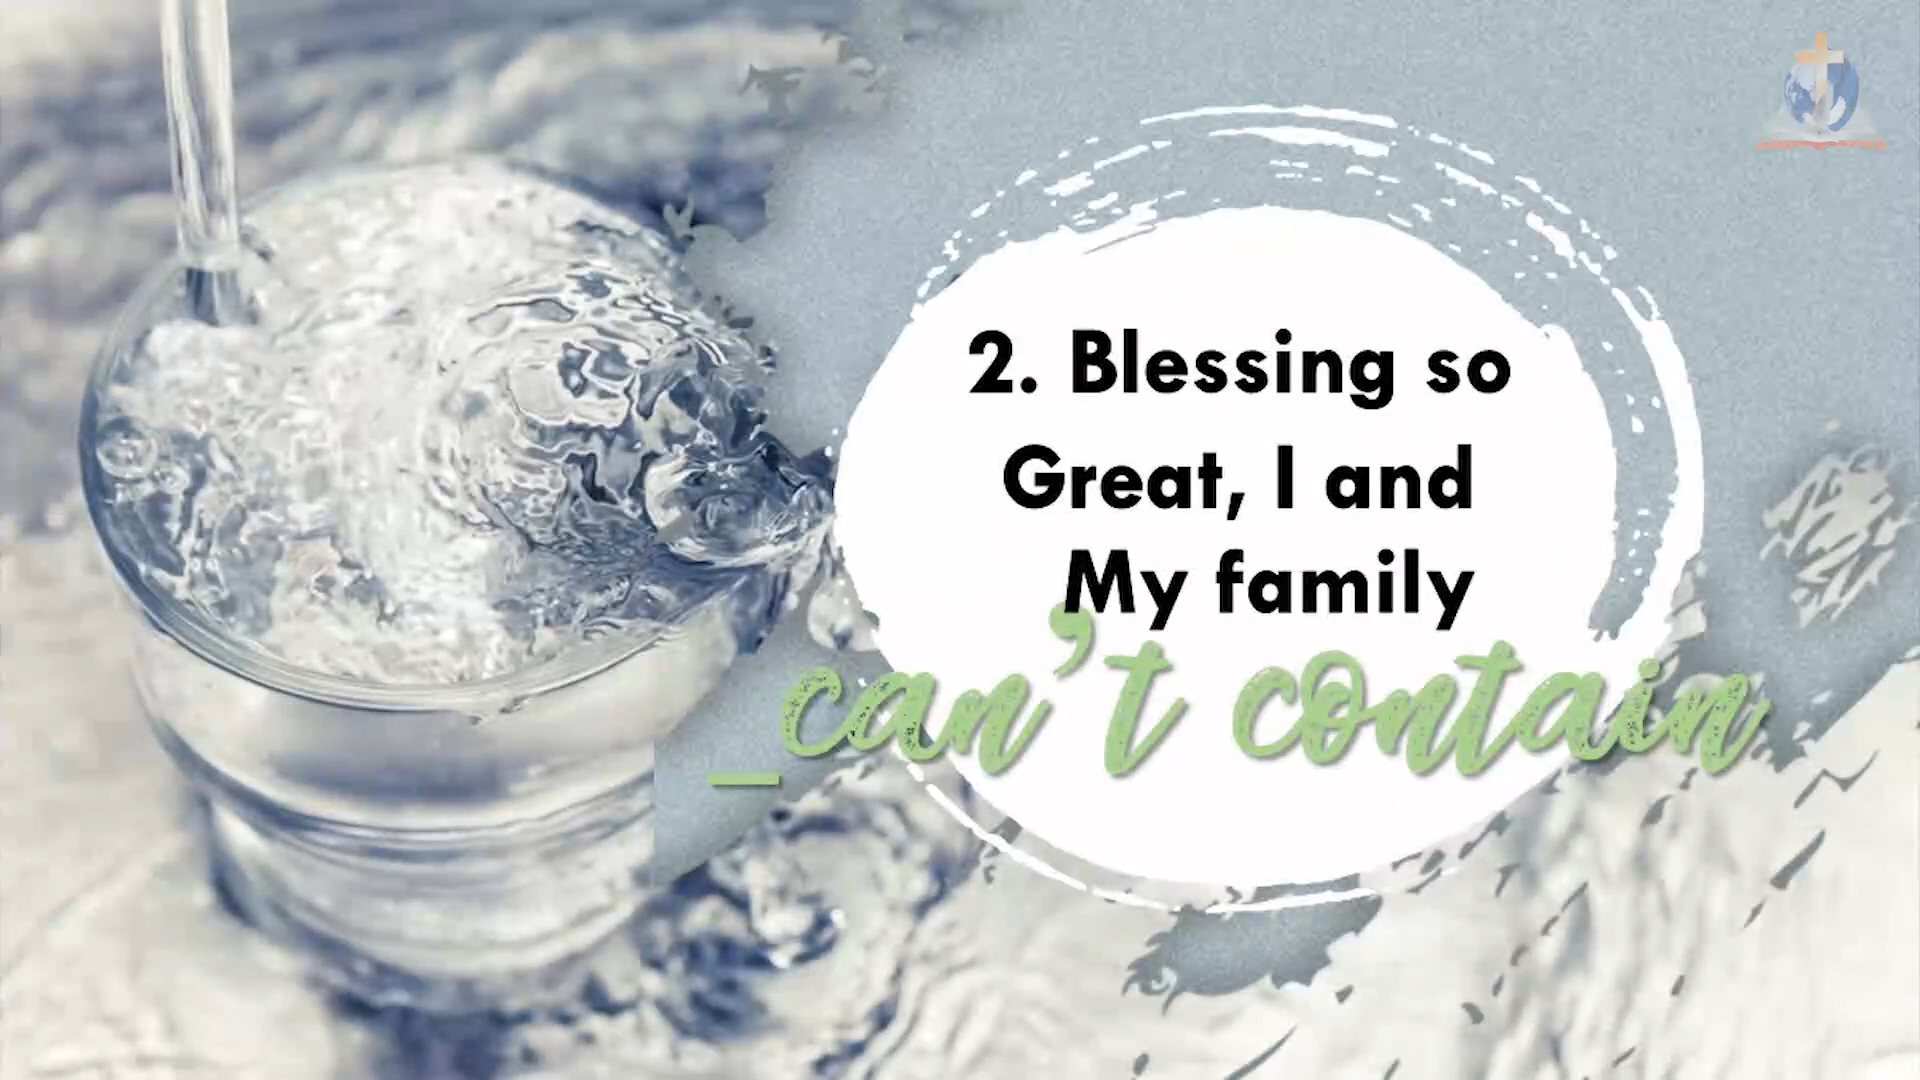 2. Blessing so
Great, I and
My family
_can't contain